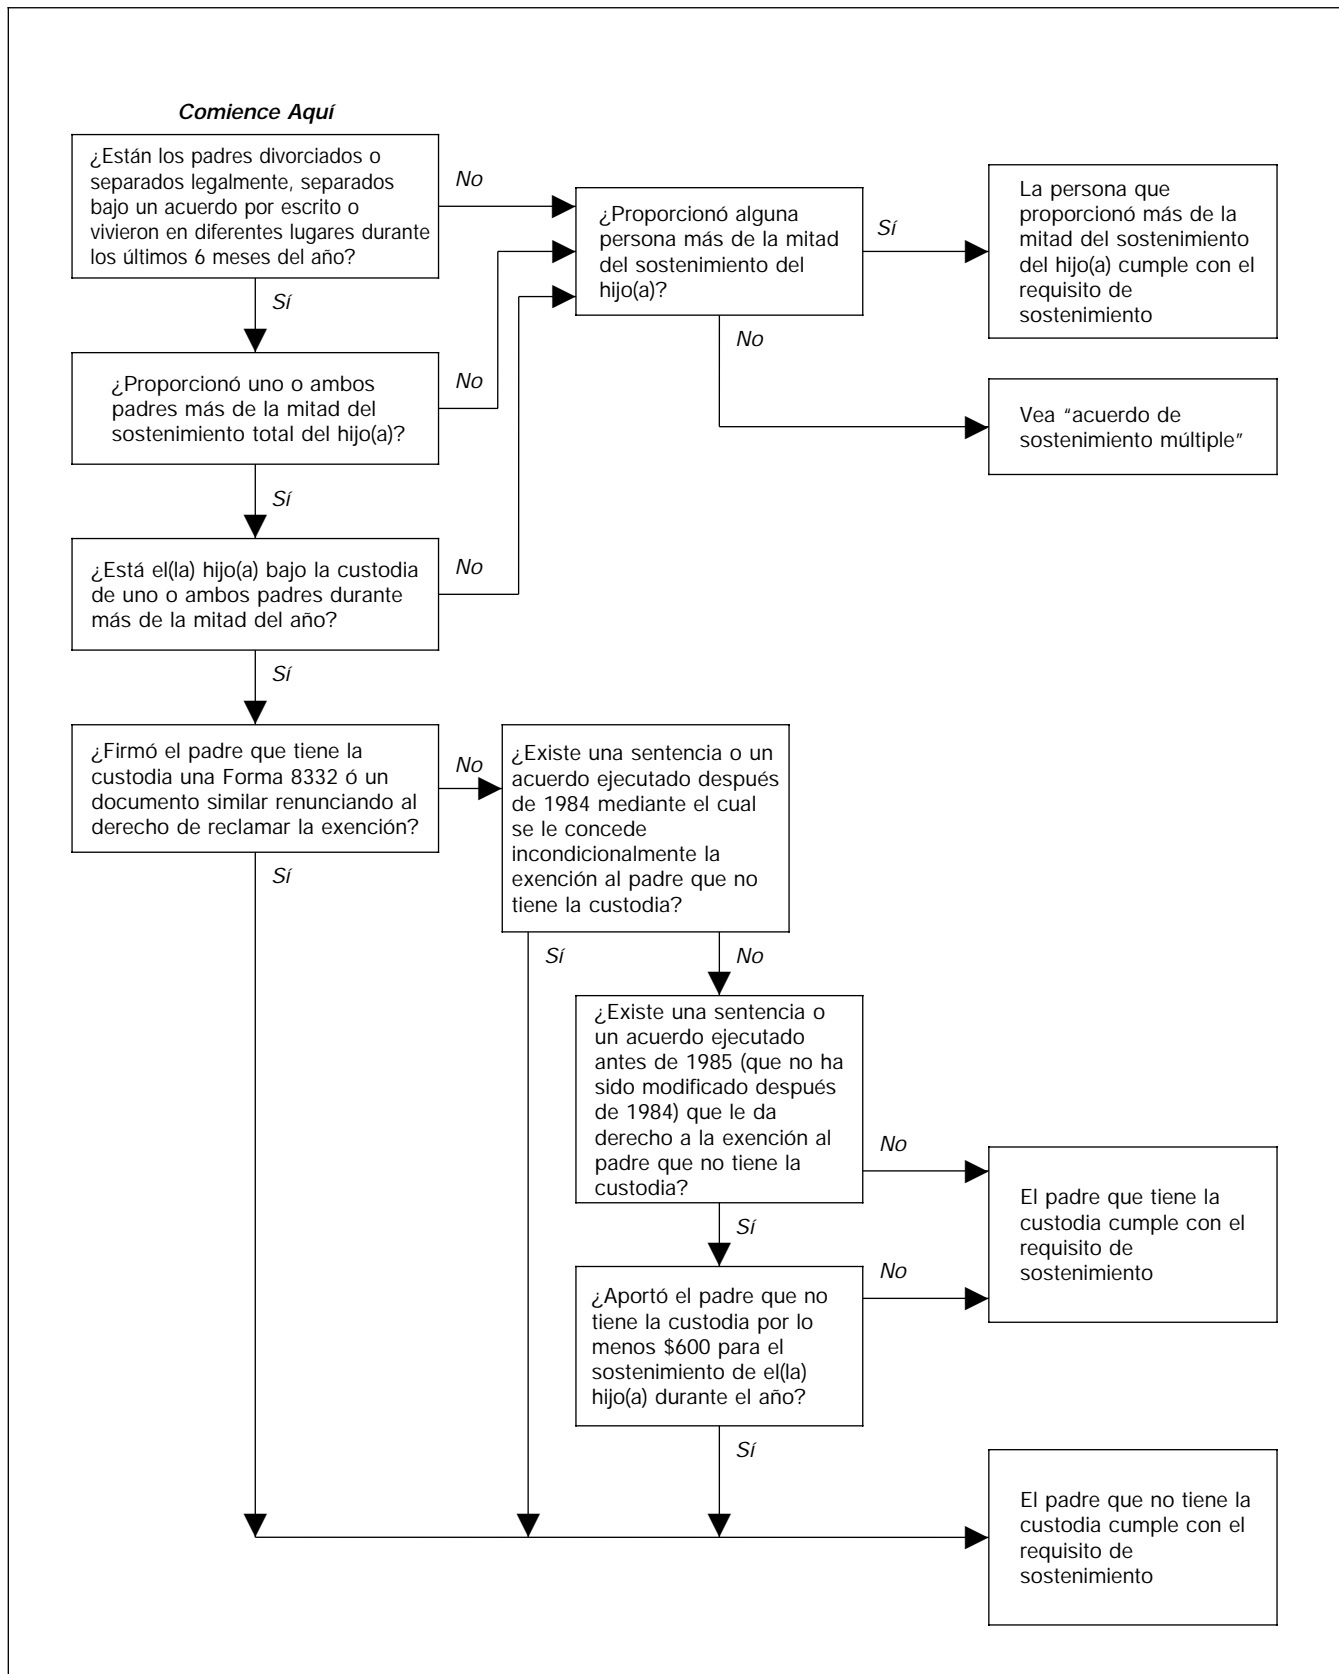 Comience Aquí
¿Están los padres divorciados o
separados legalmente, separados
bajo un acuerdo por escrito o
vivieron en diferentes lugares durante
los últimos 6 meses del año?
No
Sí
¿Proporcionó alguna
persona más de la mitad
del sostenimiento del
hijo(a)?
Sí
No
La persona que
proporcionó más de la
mitad del sostenimiento
del hijo(a) cumple con el
requisito de
sostenimiento
Vea “acuerdo de
sostenimiento múltiple”
¿Proporcionó uno o ambos
padres más de la mitad del
sostenimiento total del hijo(a)?
No
Sí
¿Está el(la) hijo(a) bajo la custodia
de uno o ambos padres durante
más de la mitad del año?
No
Sí
¿Firmó el padre que tiene la
custodia una Forma 8332 ó un
documento similar renunciando al
derecho de reclamar la exención?
No
Sí
¿Existe una sentencia o un
acuerdo ejecutado después
de 1984 mediante el cual
se le concede
incondicionalmente la
exención al padre que no
tiene la custodia?
Sí
No
¿Existe una sentencia o
un acuerdo ejecutado
antes de 1985 (que no ha
sido modificado después
de 1984) que le da
derecho a la exención al
padre que no tiene la
custodia?
No
Sí
El padre que tiene la
custodia cumple con el
requisito de
sostenimiento
¿Aportó el padre que no
tiene la custodia por lo
menos $600 para el
sostenimiento de el(la)
hijo(a) durante el año?
No
Sí
El padre que no tiene la
custodia cumple con el
requisito de
sostenimiento